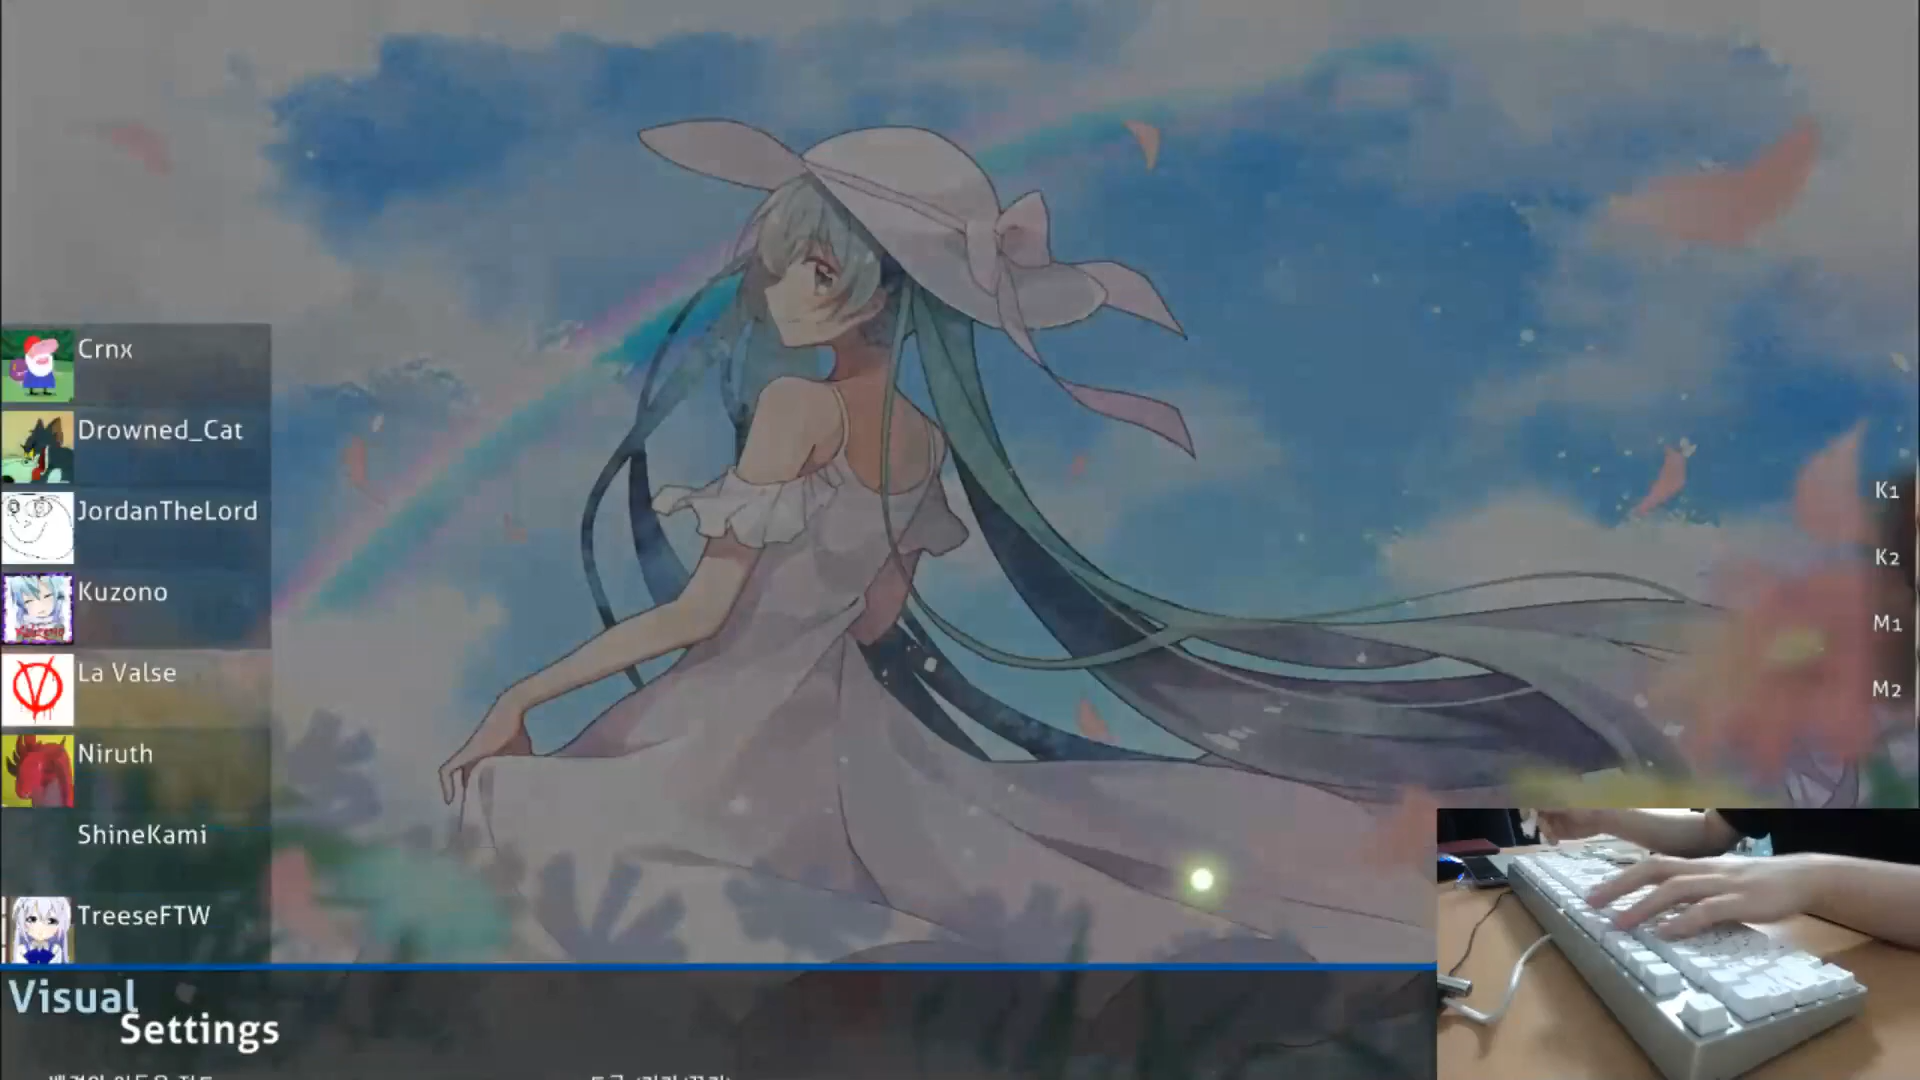 Crnx
Drowned_Cat
JordanTheLord
Kuzono
La Valse
Niruth
ShineKami
TreeseFTW
K1
K2
M1
M2
Visual
Settings